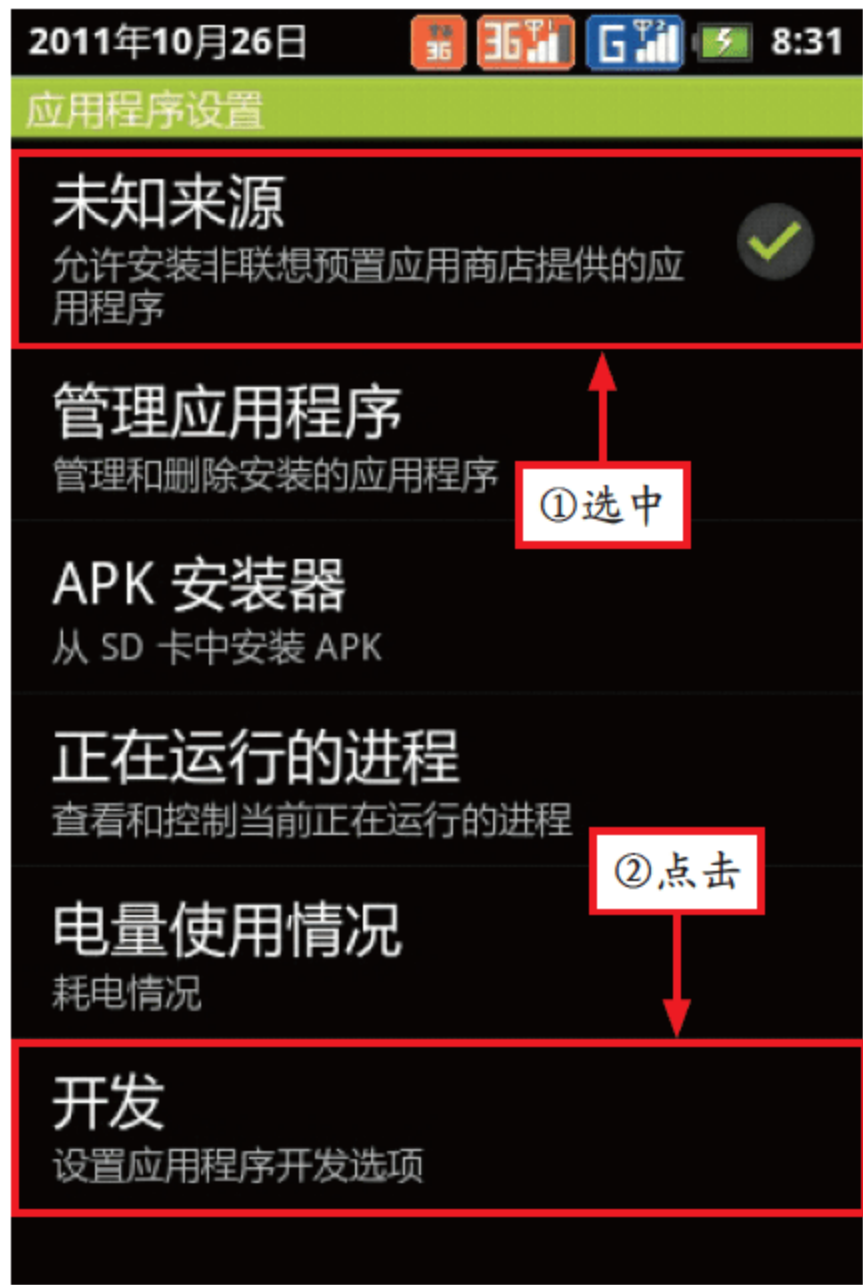 2011年10月26日 3G 3G 1 G 2 8:31
应用程序设置
未知来源
允许安装非联想预置应用商店提供的应
用程序
管理应用程序
管理和删除安装的应用程序
①选中
APK 安装器
从 SD 卡中安装 APK
正在运行的进程
查看和控制当前正在运行的进程
②点击
电量使用情况
耗电情况
开发
设置应用程序开发选项